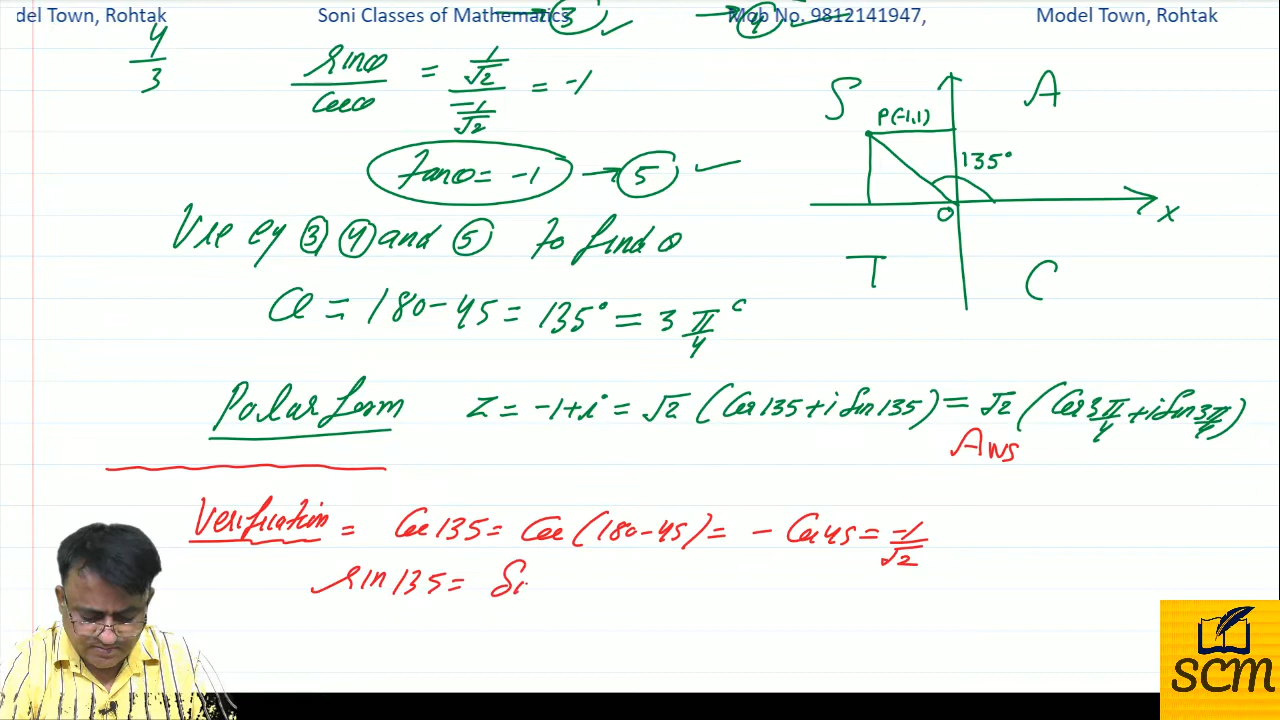 del Town, Rohtak Soni Classes of Mathematics Mob No. 9812141947, Model Town, Rohtak
→ ③ ✓ → ④
4/3
sinθ/cosθ = (1/√2)/(-1/√2) = -1
tanθ = -1 → ⑤ ✓
S A
P(-1,1)
135°
O X
T C
Use eq ③ ④ and ⑤ to find θ
θ = 180-45 = 135° = 3π/4 ᶜ
Polar form z = -1+i = √2 (Cos135+i Sin135) = √2 (Cos3π/4+iSin3π/4)
Ans
Verification = Cos135 = Cos(180-45) = -Cos45 = -1/√2
sin135 = Si
SCM